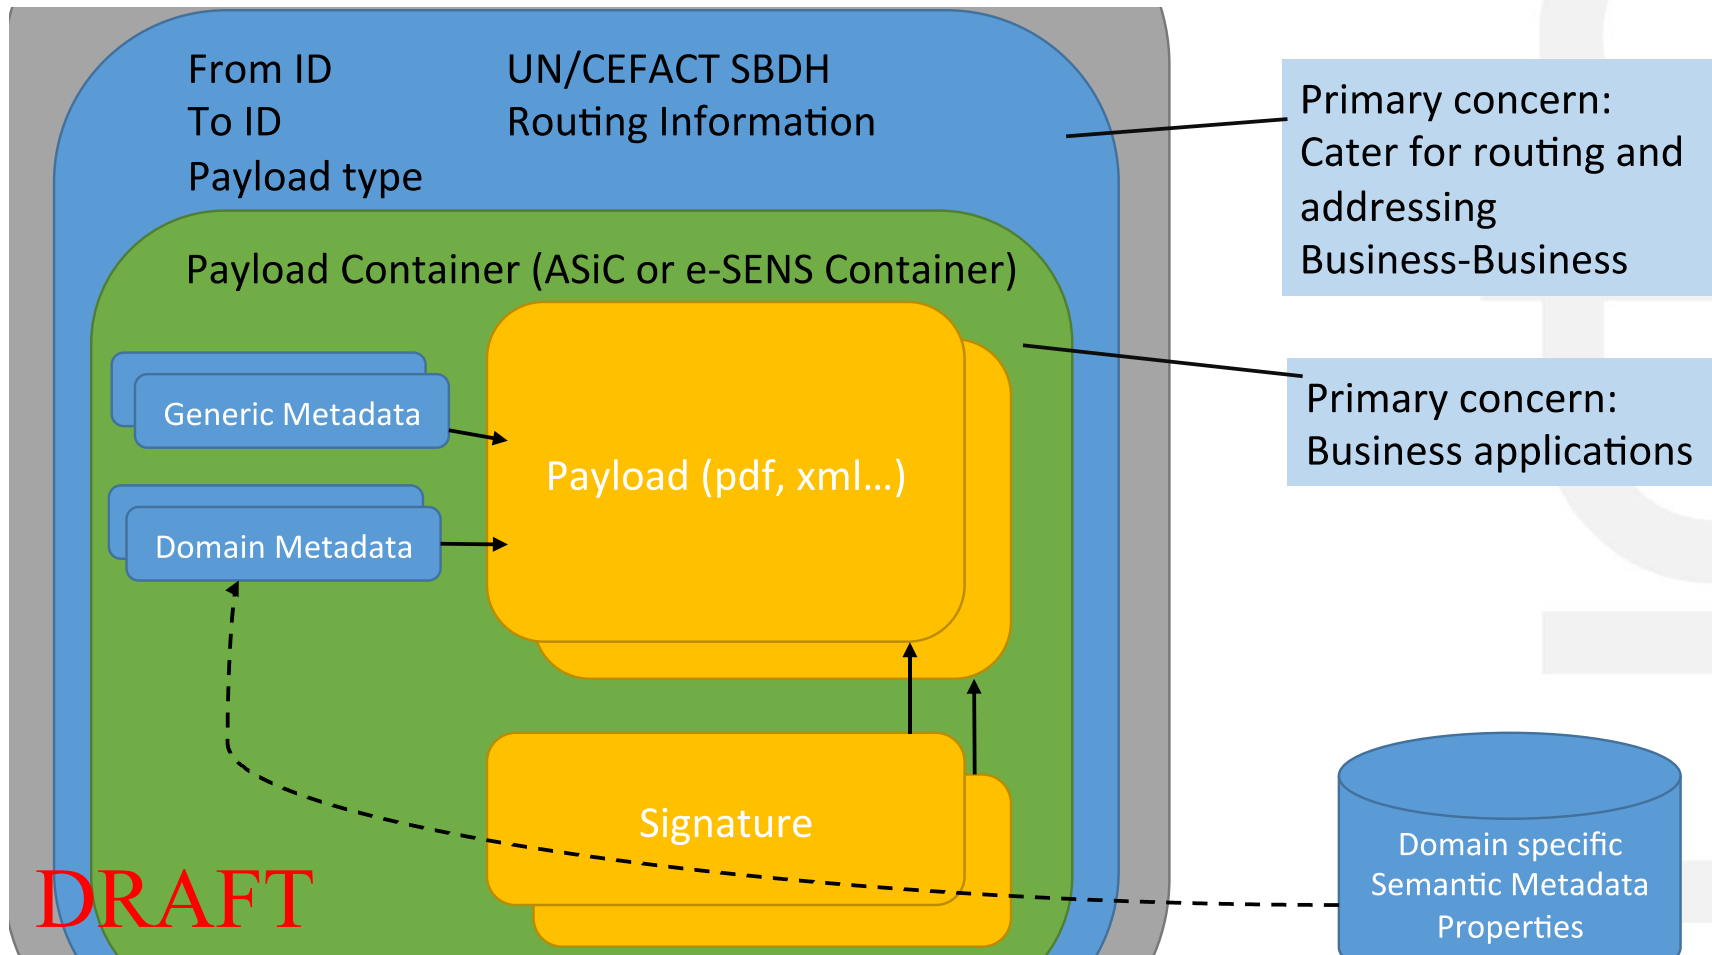 From ID
To ID
Payload type
UN/CEFACT SBDH
Routing Information
Primary concern:
Cater for routing and
addressing
Business-Business
Payload Container (ASiC or e-SENS Container)
Primary concern:
Business applications
Generic Metadata
Payload (pdf, xml...)
Domain Metadata
Signature
Domain specific
Semantic Metadata
Properties
DRAFT